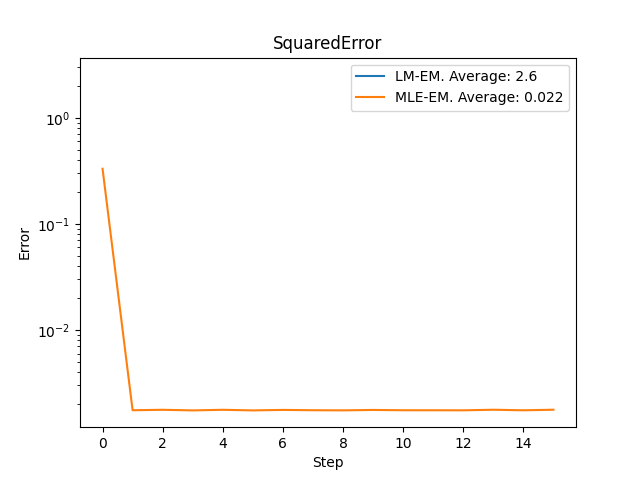 SquaredError
LM-EM. Average: 2.6
MLE-EM. Average: 0.022
10⁰
10⁻¹
10⁻²
Error
0 2 4 6 8 10 12 14
Step